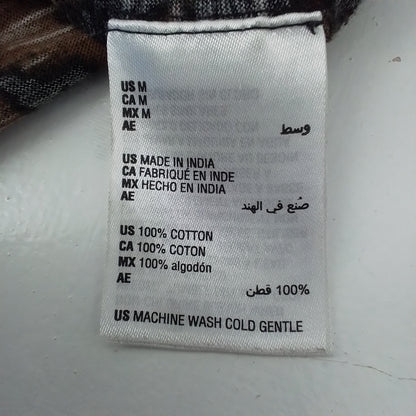 US M
CA M
MX M
AE وسط
US MADE IN INDIA
CA FABRIQUÉ EN INDE
MX HECHO EN INDIA
AE صُنع في الهند
US 100% COTTON
CA 100% COTON
MX 100% algodón
AE 100% قطن
US MACHINE WASH COLD GENTLE